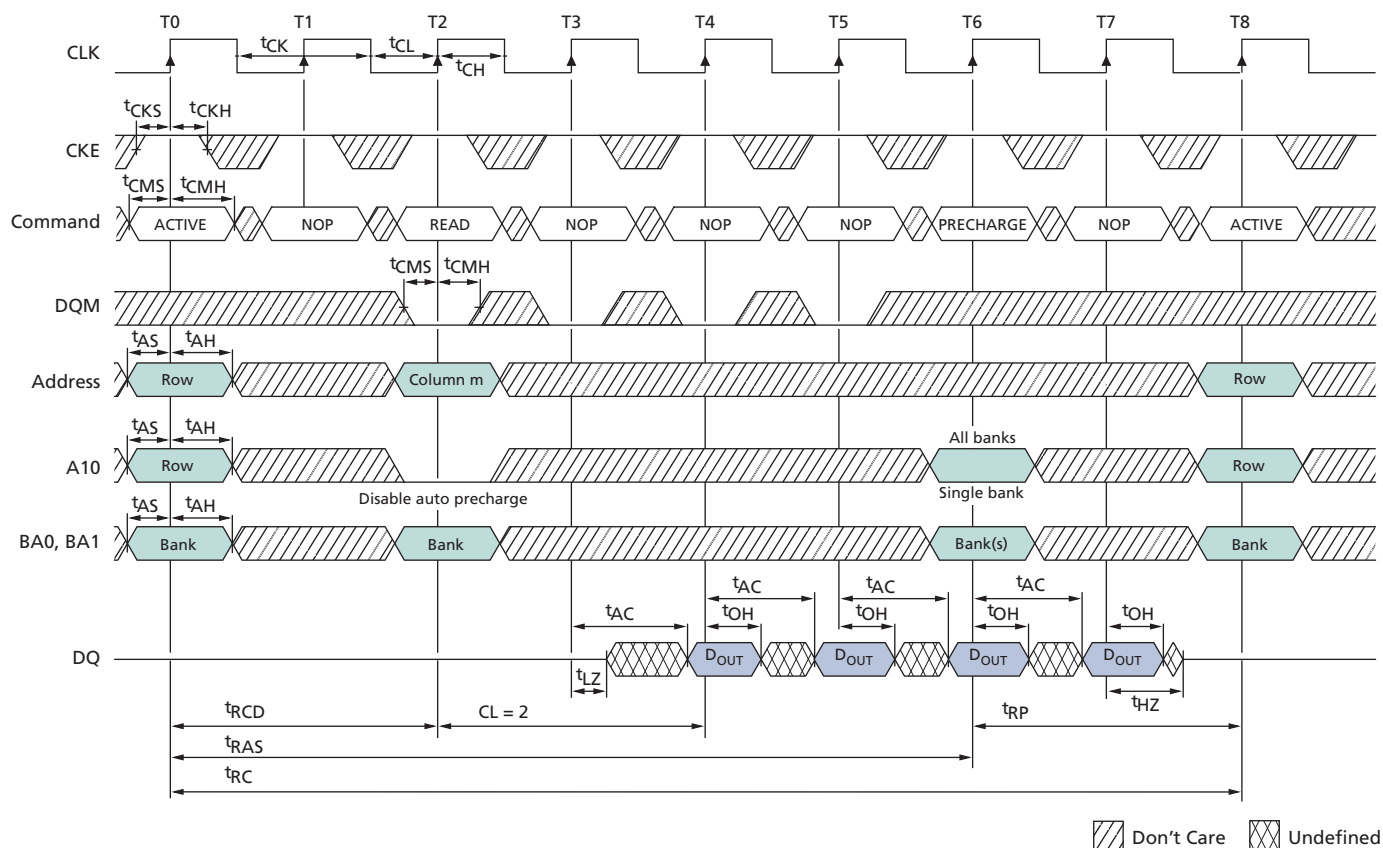 T0 T1 T2 T3 T4 T5 T6 T7 T8
CLK
tCK tCL
tCH
tCKS tCKH
CKE
tCMS tCMH
Command ACTIVE NOP READ NOP NOP NOP PRECHARGE NOP ACTIVE
tCMS tCMH
DQM
tAS tAH
Address Row Column m Row
tAS tAH All banks
A10 Row Row
Disable auto precharge Single bank
tAS tAH
BA0, BA1 Bank Bank Bank(s) Bank
tAC tAC tAC
tAC tOH tOH tOH tOH
DQ DOUT DOUT DOUT DOUT
tLZ tHZ
tRCD CL = 2 tRP
tRAS
tRC
Don't Care Undefined